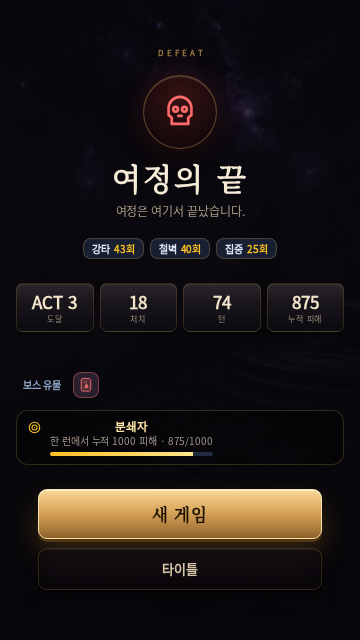 DEFEAT
여정의 끝
여정은 여기서 끝났습니다.
강타 43회 철벽 40회 집중 25회
ACT 3 18 74 875
도달 처치 턴 누적 피해
보스 유물
분쇄자
한 런에서 누적 1000 피해 · 875/1000
새 게임
타이틀